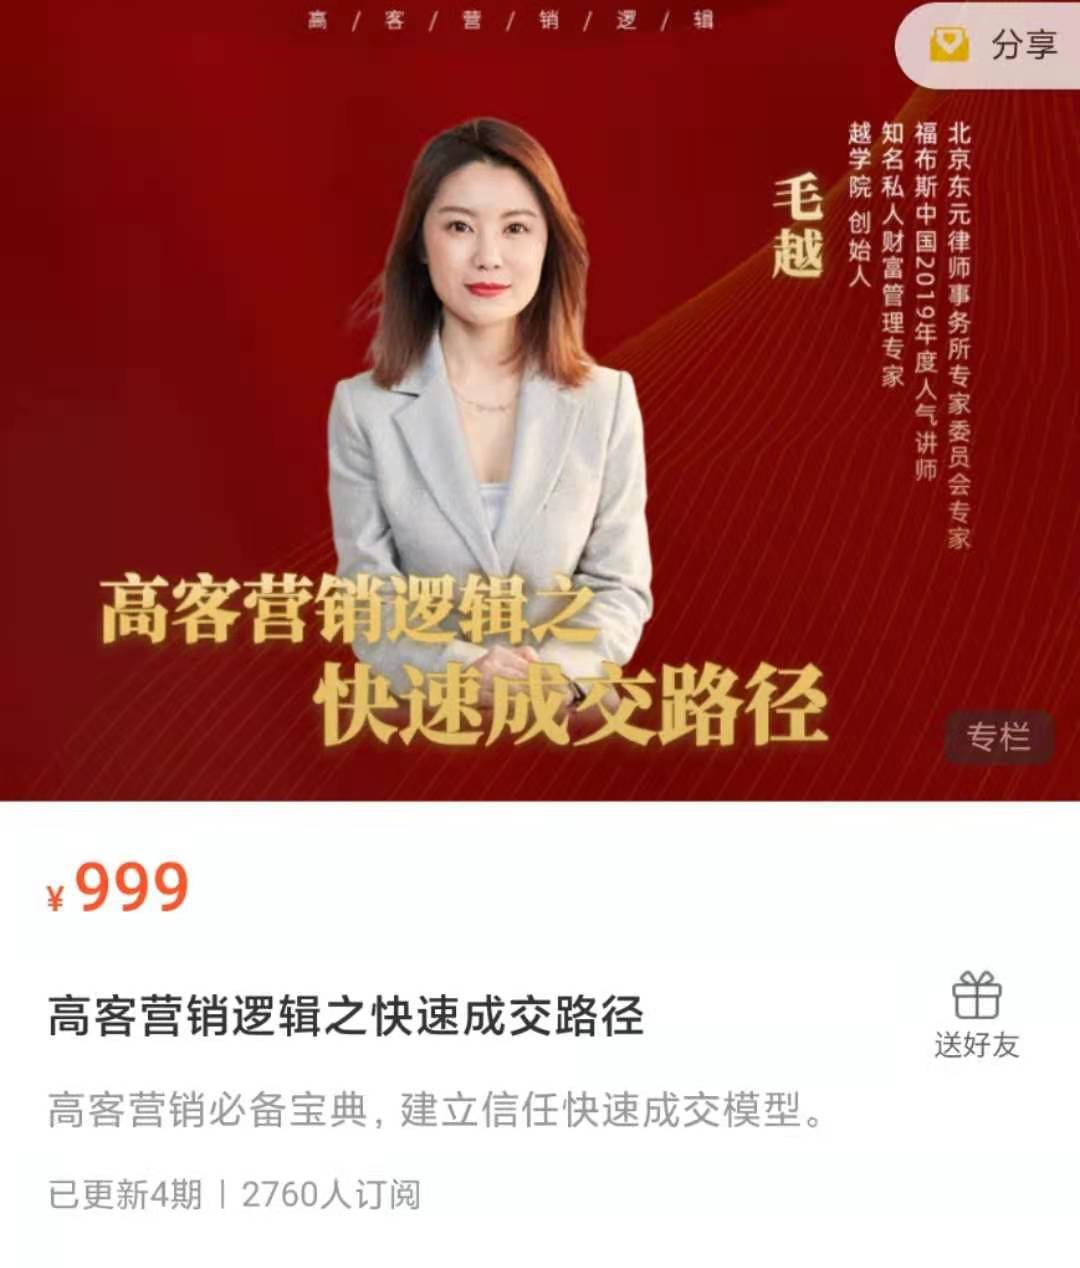 高/客/营/销/逻/辑
分享
北京东元律师事务所专家委员会专家
福布斯中国2019年度人气讲师
知名私人财富管理专家
越学院 创始人
毛越
高客营销逻辑之
快速成交路径
专栏
¥999
高客营销逻辑之快速成交路径
送好友
高客营销必备宝典，建立信任快速成交模型。
已更新4期 | 2760人订阅